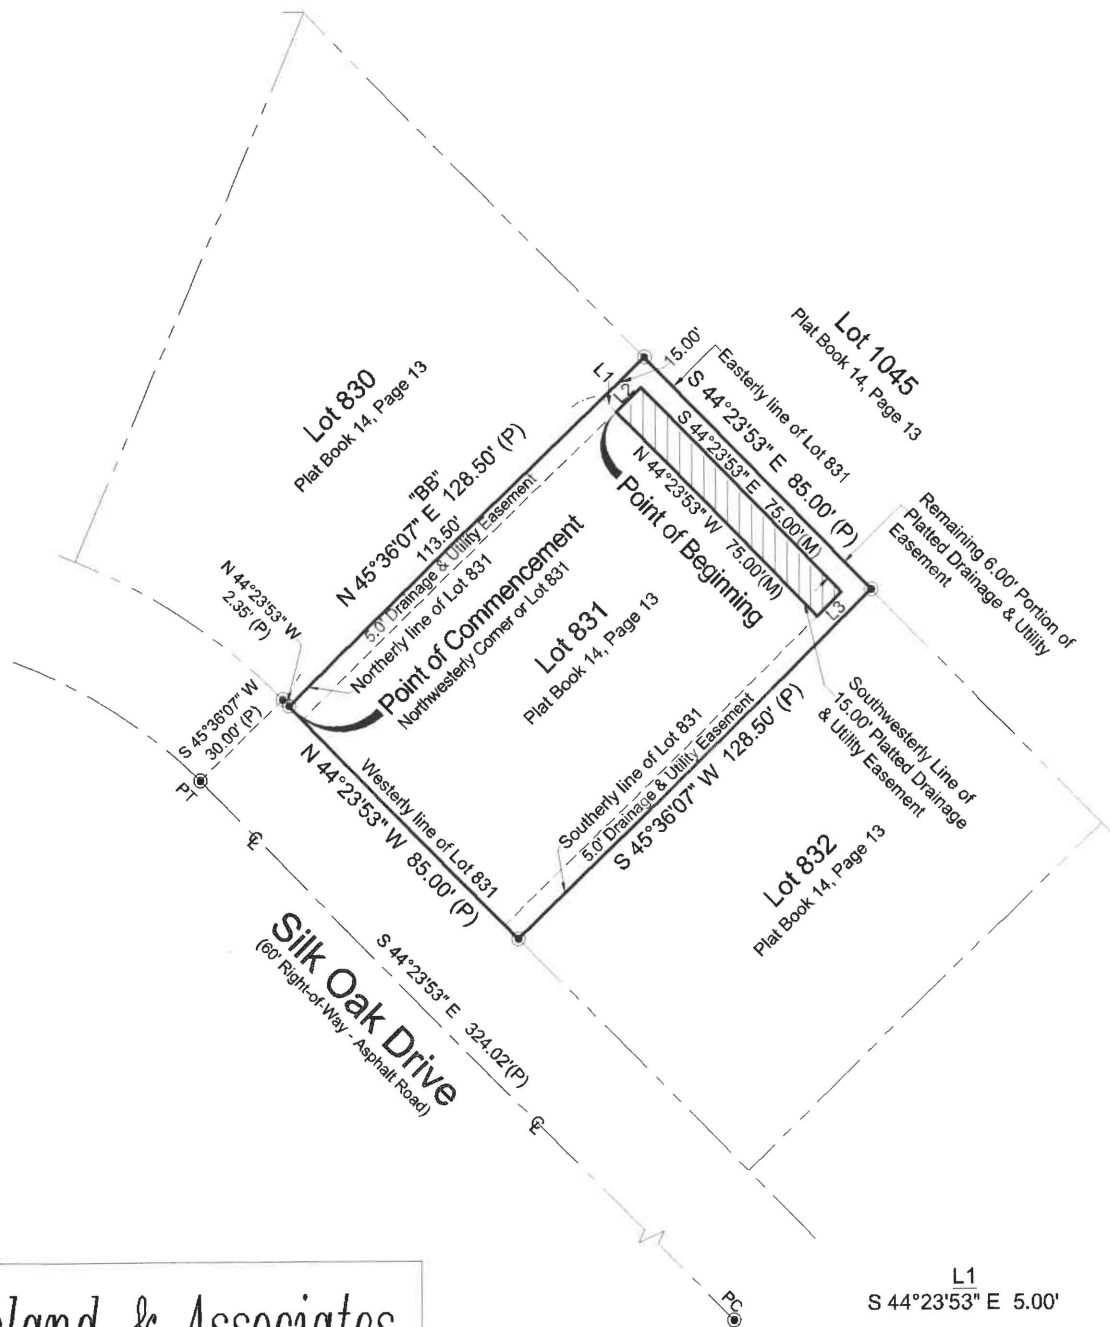 Lot 1045
Plat Book 14, Page 13
15.00'
Easterly line of Lot 831
S 44°23'53" E 85.00' (P)
L1
L2
Lot 830
Plat Book 14, Page 13
S 44°23'53" E 75.00'(M)
N 44°23'53" W 75.00'(M)
Point of Beginning
Remaining 6.00' Portion of
Platted Drainage & Utility
Easement
"BB"
N 45°36'07" E 128.50' (P)
113.50'
5.0' Drainage & Utility Easement
Northerly line of Lot 831
Point of Commencement
Northwesterly Corner or Lot 831
N 44°23'53" W
2.35' (P)
Lot 831
Plat Book 14, Page 13
L3
Southwesterly Line of
15.00' Platted Drainage
& Utility Easement
S 45°36'07" W
30.00' (P)
PT
Westerly line of Lot 831
N 44°23'53" W 85.00' (P)
Southerly line of Lot 831
5.0' Drainage & Utility Easement
S 45°36'07" W 128.50' (P)
Lot 832
Plat Book 14, Page 13
℄
S 44°23'53" E 324.02'(P)
Silk Oak Drive
(60' Right-of-Way - Asphalt Road)
℄
PC
L1
S 44°23'53" E 5.00'
& Associates